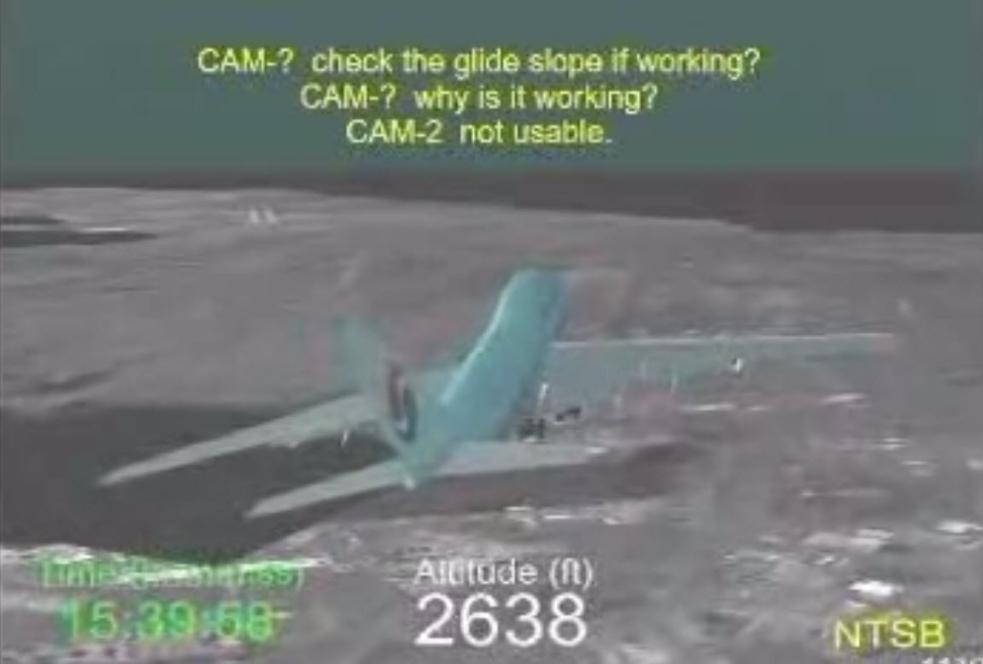 CAM-? check the glide slope if working?
CAM-? why is it working?
CAM-2 not usable.
Altitude (ft)
2638
Time
15:39:58
NTSB